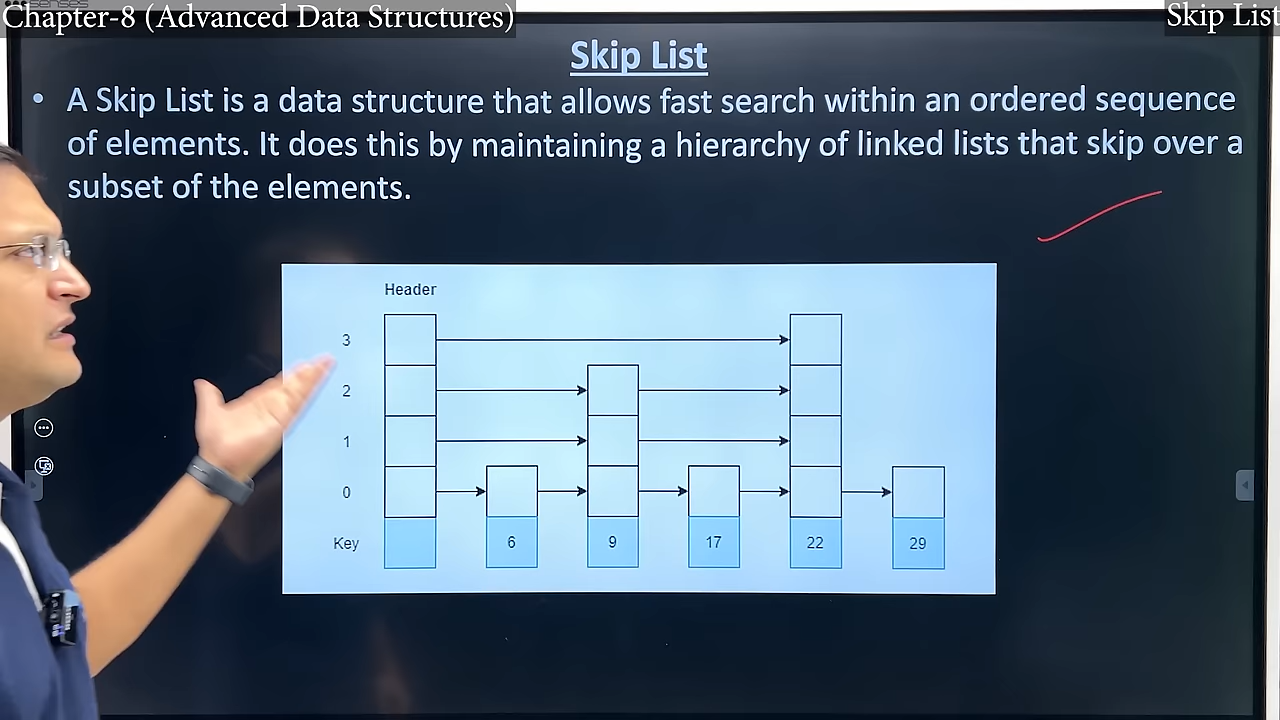 Chapter-8 (Advanced Data Structures)
Skip List
Skip List
• A Skip List is a data structure that allows fast search within an ordered sequence
of elements. It does this by maintaining a hierarchy of linked lists that skip over a
subset of the elements.
Header
3
2
1
0
Key 6 9 17 22 29